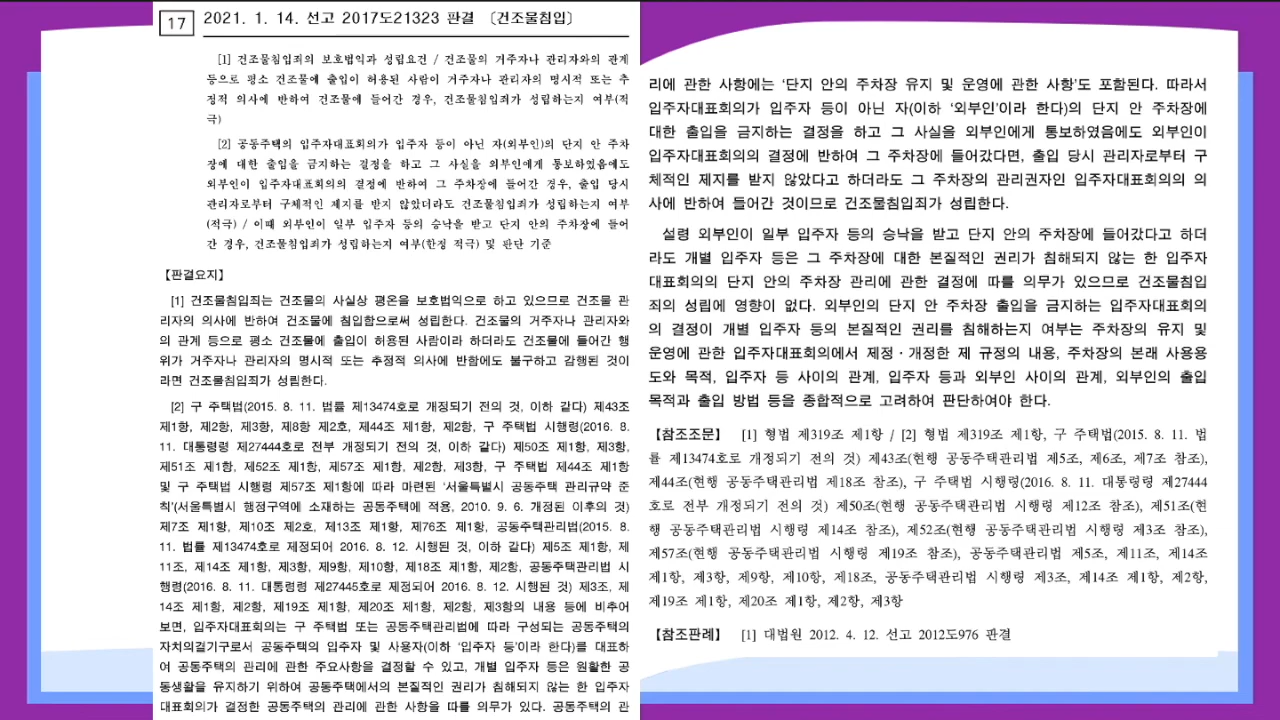 17
2021. 1. 14. 선고 2017도21323 판결 〔건조물침입〕
[1] 건조물침입죄의 보호법익과 성립요건 / 건조물의 거주자나 관리자와의 관계
등으로 평소 건조물에 출입이 허용된 사람이 거주자나 관리자의 명시적 또는 추
정적 의사에 반하여 건조물에 들어간 경우, 건조물침입죄가 성립하는지 여부(적
극)
[2] 공동주택의 입주자대표회의가 입주자 등이 아닌 자(외부인)의 단지 안 주차
장에 대한 출입을 금지하는 결정을 하고 그 사실을 외부인에게 통보하였음에도
외부인이 입주자대표회의의 결정에 반하여 그 주차장에 들어간 경우, 출입 당시
관리자로부터 구체적인 제지를 받지 않았더라도 건조물침입죄가 성립하는지 여부
(적극) / 이때 외부인이 일부 입주자 등의 승낙을 받고 단지 안의 주차장에 들어
간 경우, 건조물침입죄가 성립하는지 여부(한정 적극) 및 판단 기준
【판결요지】
[1] 건조물침입죄는 건조물의 사실상 평온을 보호법익으로 하고 있으므로 건조물 관
리자의 의사에 반하여 건조물에 침입함으로써 성립한다. 건조물의 거주자나 관리자와
의 관계 등으로 평소 건조물에 출입이 허용된 사람이라 하더라도 건조물에 들어간 행
위가 거주자나 관리자의 명시적 또는 추정적 의사에 반함에도 불구하고 감행된 것이
라면 건조물침입죄가 성립한다.
[2] 구 주택법(2015. 8. 11. 법률 제13474호로 개정되기 전의 것, 이하 같다) 제43조
제1항, 제2항, 제3항, 제8항 제2호, 제44조 제1항, 제2항, 구 주택법 시행령(2016. 8.
11. 대통령령 제27444호로 전부 개정되기 전의 것, 이하 같다) 제50조 제1항, 제3항,
제51조 제1항, 제52조 제1항, 제57조 제1항, 제2항, 제3항, 구 주택법 제44조 제1항
및 구 주택법 시행령 제57조 제1항에 따라 마련된 ‘서울특별시 공동주택 관리규약 준
칙’(서울특별시 행정구역에 소재하는 공동주택에 적용, 2010. 9. 6. 개정된 이후의 것)
제7조 제1항, 제10조 제2호, 제13조 제1항, 제76조 제1항, 공동주택관리법(2015. 8.
11. 법률 제13474호로 제정되어 2016. 8. 12. 시행된 것, 이하 같다) 제5조 제1항, 제
11조, 제14조 제1항, 제3항, 제9항, 제10항, 제18조 제1항, 제2항, 공동주택관리법 시
행령(2016. 8. 11. 대통령령 제27445호로 제정되어 2016. 8. 12. 시행된 것) 제3조, 제
14조 제1항, 제2항, 제19조 제1항, 제20조 제1항, 제2항, 제3항의 내용 등에 비추어
보면, 입주자대표회의는 구 주택법 또는 공동주택관리법에 따라 구성되는 공동주택의
자치의결기구로서 공동주택의 입주자 및 사용자(이하 ‘입주자 등’이라 한다)를 대표하
여 공동주택의 관리에 관한 주요사항을 결정할 수 있고, 개별 입주자 등은 원활한 공
동생활을 유지하기 위하여 공동주택에서의 본질적인 권리가 침해되지 않는 한 입주자
대표회의가 결정한 공동주택의 관리에 관한 사항을 따를 의무가 있다. 공동주택의 관
리에 관한 사항에는 ‘단지 안의 주차장 유지 및 운영에 관한 사항’도 포함된다. 따라서
입주자대표회의가 입주자 등이 아닌 자(이하 ‘외부인’이라 한다)의 단지 안 주차장에
대한 출입을 금지하는 결정을 하고 그 사실을 외부인에게 통보하였음에도 외부인이
입주자대표회의의 결정에 반하여 그 주차장에 들어갔다면, 출입 당시 관리자로부터 구
체적인 제지를 받지 않았다고 하더라도 그 주차장의 관리권자인 입주자대표회의의 의
사에 반하여 들어간 것이므로 건조물침입죄가 성립한다.
설령 외부인이 일부 입주자 등의 승낙을 받고 단지 안의 주차장에 들어갔다고 하더
라도 개별 입주자 등은 그 주차장에 대한 본질적인 권리가 침해되지 않는 한 입주자
대표회의의 단지 안의 주차장 관리에 관한 결정에 따를 의무가 있으므로 건조물침입
죄의 성립에 영향이 없다. 외부인의 단지 안 주차장 출입을 금지하는 입주자대표회의
의 결정이 개별 입주자 등의 본질적인 권리를 침해하는지 여부는 주차장의 유지 및
운영에 관한 입주자대표회의에서 제정·개정한 제 규정의 내용, 주차장의 본래 사용용
도와 목적, 입주자 등 사이의 관계, 입주자 등과 외부인 사이의 관계, 외부인의 출입
목적과 출입 방법 등을 종합적으로 고려하여 판단하여야 한다.
【참조조문】 [1] 형법 제319조 제1항 / [2] 형법 제319조 제1항, 구 주택법(2015. 8. 11. 법
률 제13474호로 개정되기 전의 것) 제43조(현행 공동주택관리법 제5조, 제6조, 제7조 참조),
제44조(현행 공동주택관리법 제18조 참조), 구 주택법 시행령(2016. 8. 11. 대통령령 제27444
호로 전부 개정되기 전의 것) 제50조(현행 공동주택관리법 시행령 제12조 참조), 제51조(현
행 공동주택관리법 시행령 제14조 참조), 제52조(현행 공동주택관리법 시행령 제3조 참조),
제57조(현행 공동주택관리법 시행령 제19조 참조), 공동주택관리법 제5조, 제11조, 제14조
제1항, 제3항, 제9항, 제10항, 제18조, 공동주택관리법 시행령 제3조, 제14조 제1항, 제2항,
제19조 제1항, 제20조 제1항, 제2항, 제3항
【참조판례】 [1] 대법원 2012. 4. 12. 선고 2012도976 판결